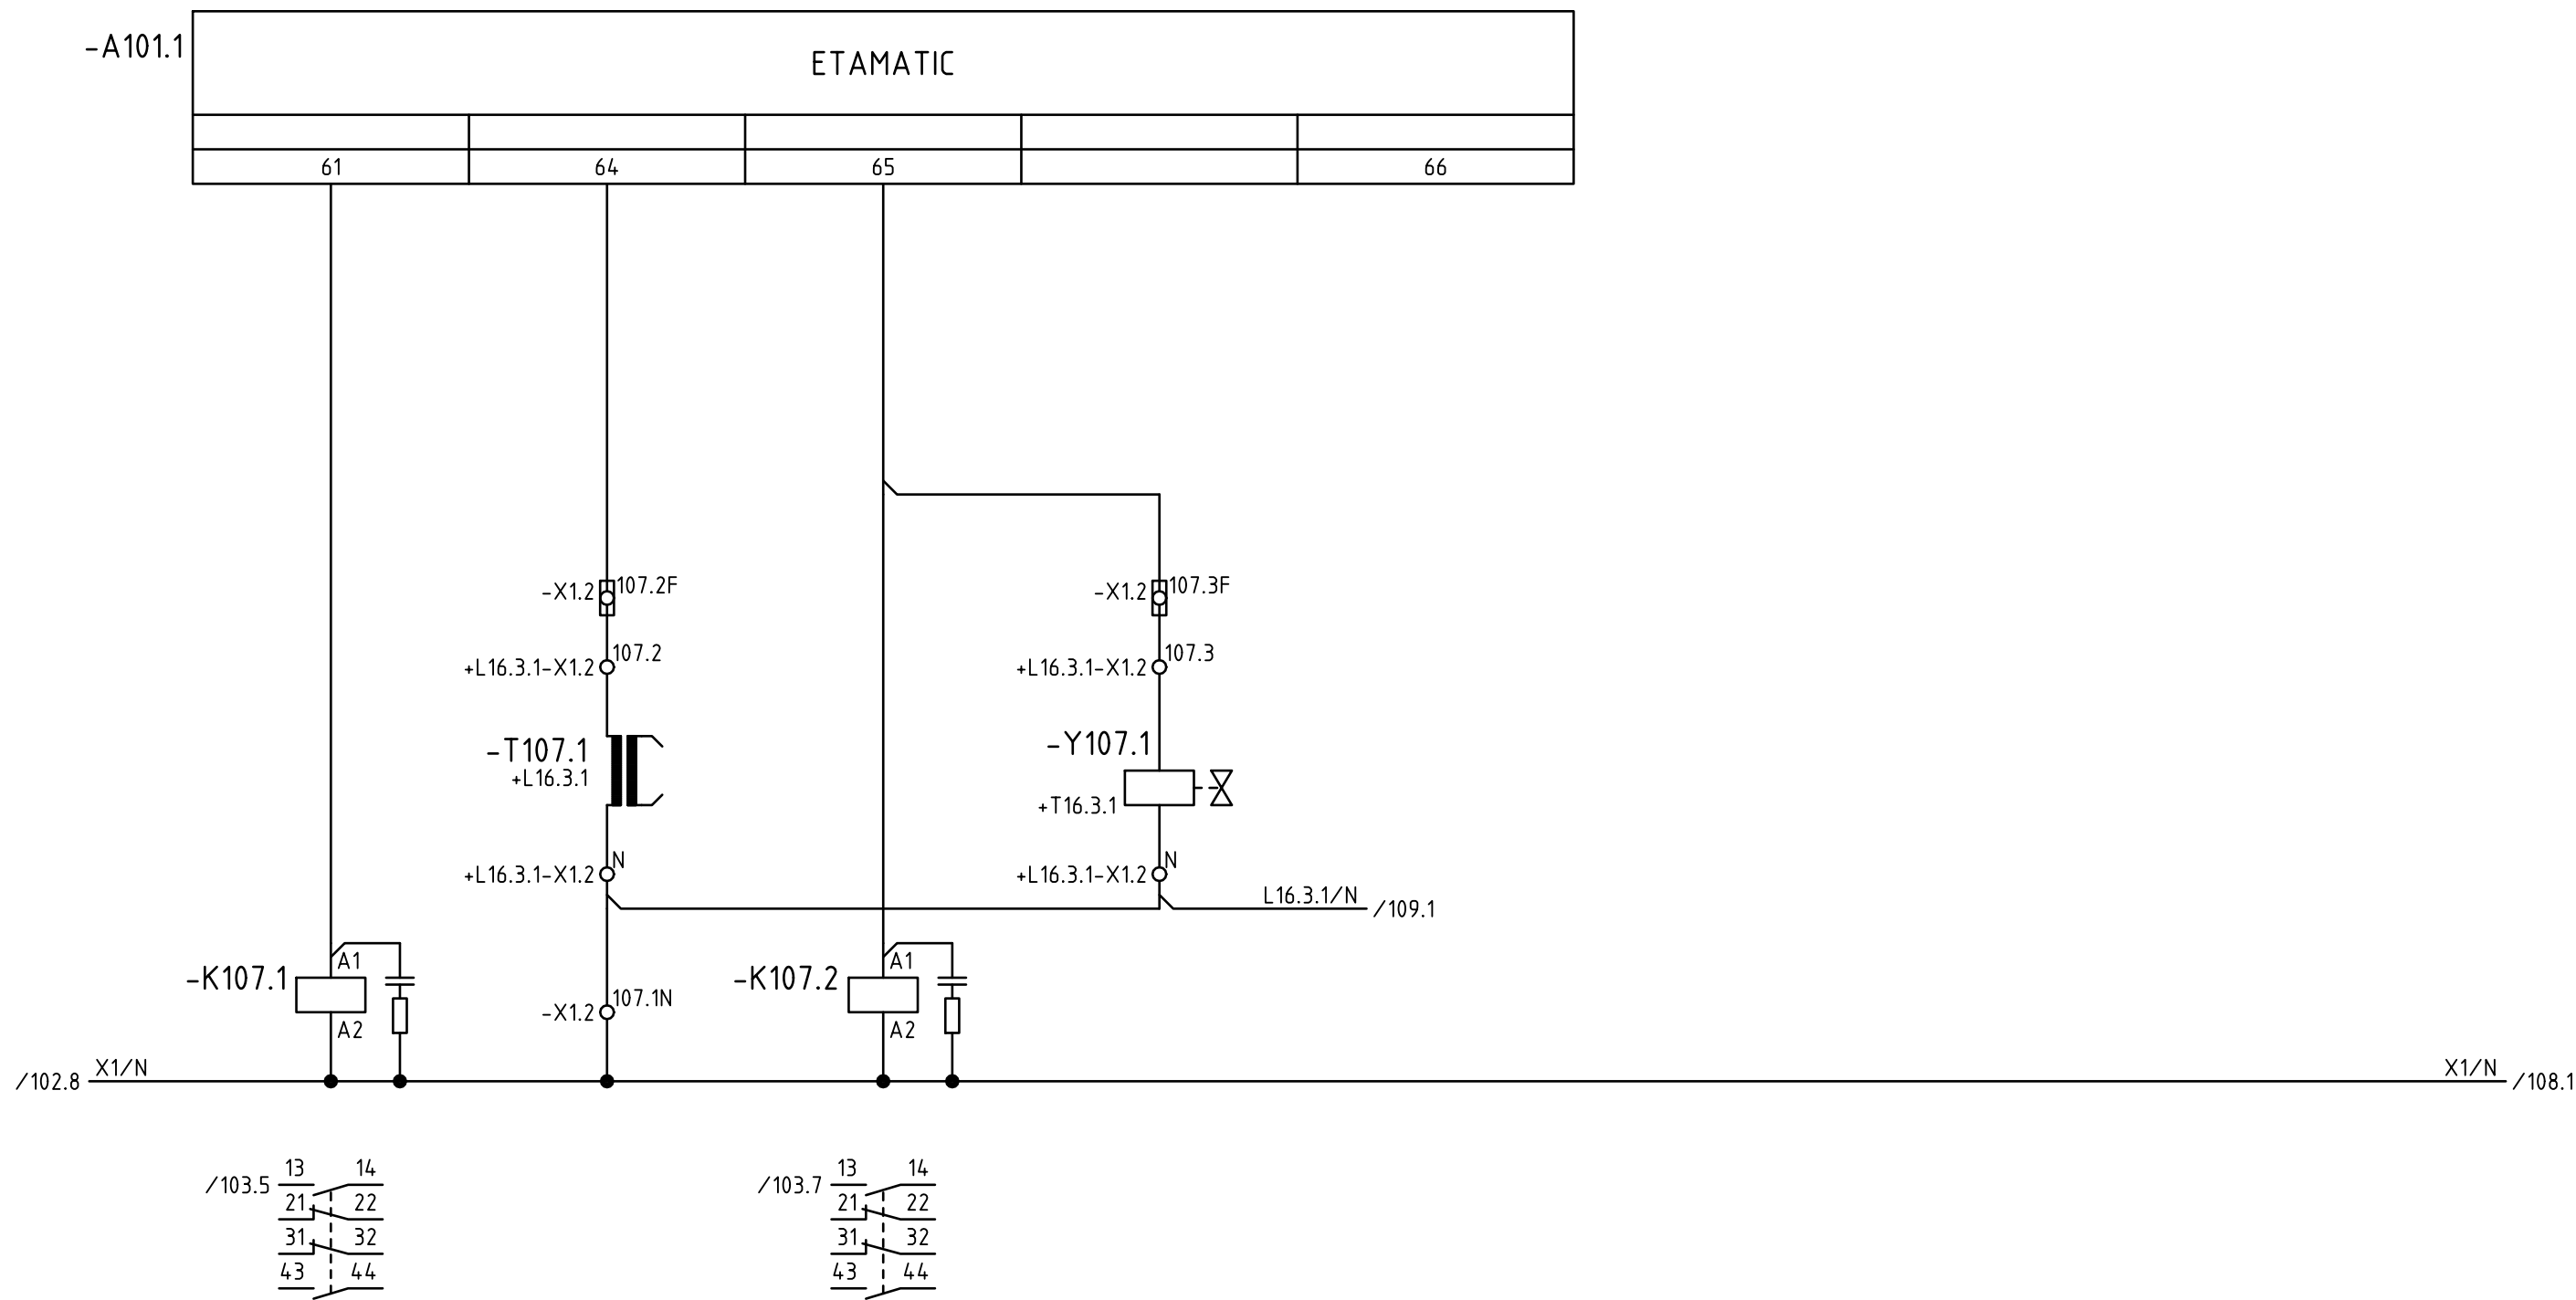 -A101.1
ETAMATIC
61 64 65 66
-X1.2 107.2F -X1.2 107.3F
+L16.3.1-X1.2 107.2 +L16.3.1-X1.2 107.3
-T107.1 -Y107.1
+L16.3.1 +T16.3.1
+L16.3.1-X1.2 N +L16.3.1-X1.2 N
L16.3.1/N /109.1
-K107.1 A1 -K107.2 A1
-X1.2 107.1N
A2 A2
/102.8 X1/N X1/N /108.1
/103.5 13 14 /103.7 13 14
21 22 21 22
31 32 31 32
43 44 43 44